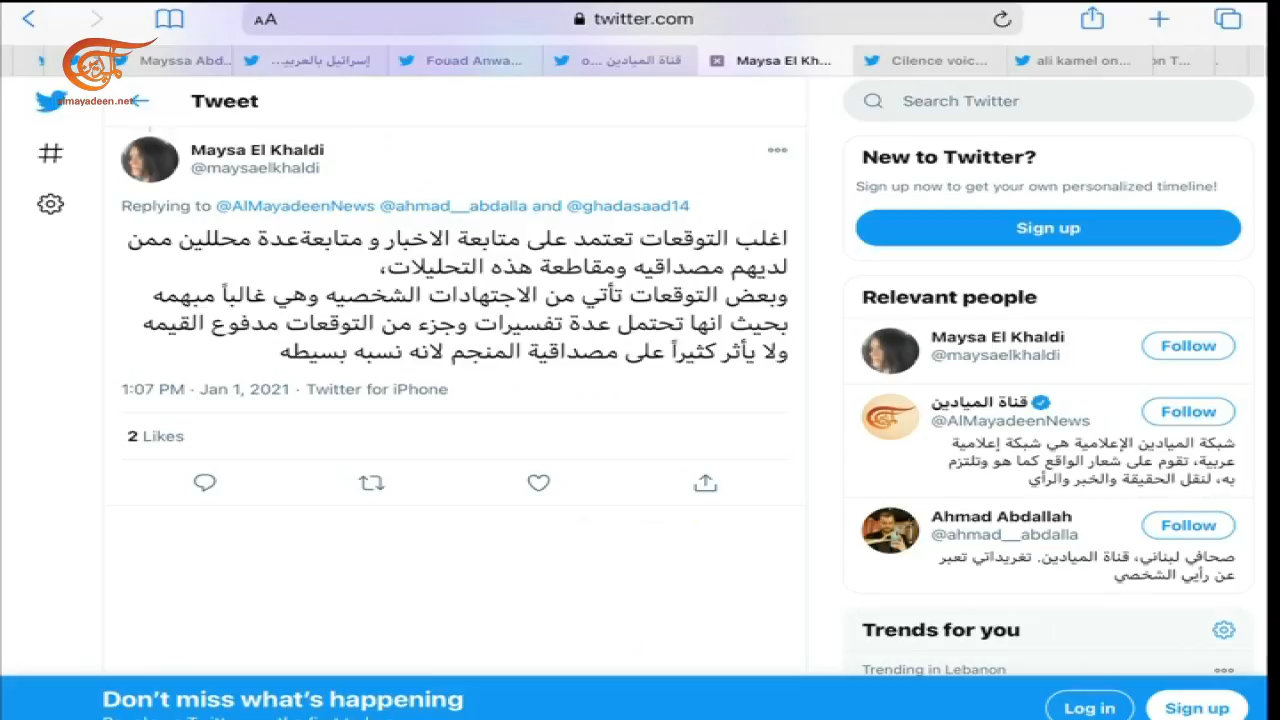 AA
twitter.com
Mayssa Abd...
إسرائيل بالعربي...
Fouad Anwa...
قناة الميادين o...
Maysa El Kh...
Cilence voic...
ali kamel on...
on T...
الميادين
almayadeen.net
Tweet
Search Twitter
Maysa El Khaldi
@maysaelkhaldi
Replying to @AlMayadeenNews @ahmad__abdalla and @ghadasaad14
اغلب التوقعات تعتمد على متابعة الاخبار و متابعةعدة محللين ممن
لديهم مصداقيه ومقاطعة هذه التحليلات،
وبعض التوقعات تأتي من الاجتهادات الشخصيه وهي غالباً مبهمه
بحيث انها تحتمل عدة تفسيرات وجزء من التوقعات مدفوع القيمه
ولا يأثر كثيراً على مصداقية المنجم لانه نسبه بسيطه
1:07 PM · Jan 1, 2021 · Twitter for iPhone
2 Likes
New to Twitter?
Sign up now to get your own personalized timeline!
Sign up
Relevant people
Maysa El Khaldi
@maysaelkhaldi
Follow
قناة الميادين
@AlMayadeenNews
Follow
شبكة الميادين الإعلامية هي شبكة إعلامية
عربية، تقوم على شعار الواقع كما هو وتلتزم
به، لنقل الحقيقة والخبر والرأي
Ahmad Abdallah
@ahmad__abdalla
Follow
صحافي لبناني، قناة الميادين. تغريداتي تعبر
عن رأيي الشخصي
Trends for you
Trending in Lebanon
Don't miss what's happening
Log in
Sign up